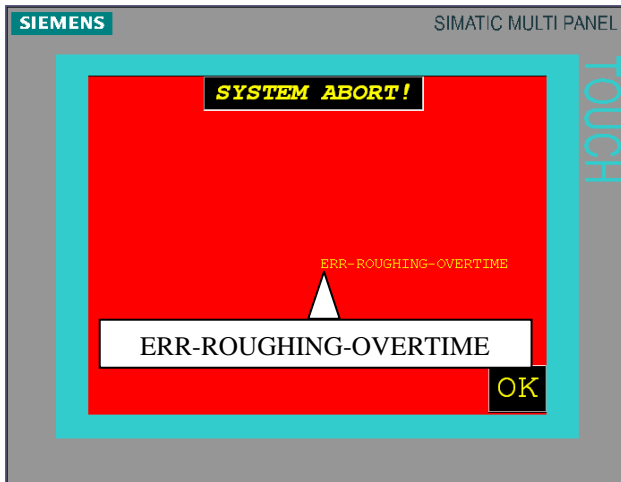 SIEMENS
SIMATIC MULTI PANEL
TOUCH
SYSTEM ABORT!
ERR-ROUGHING-OVERTIME
ERR-ROUGHING-OVERTIME
OK